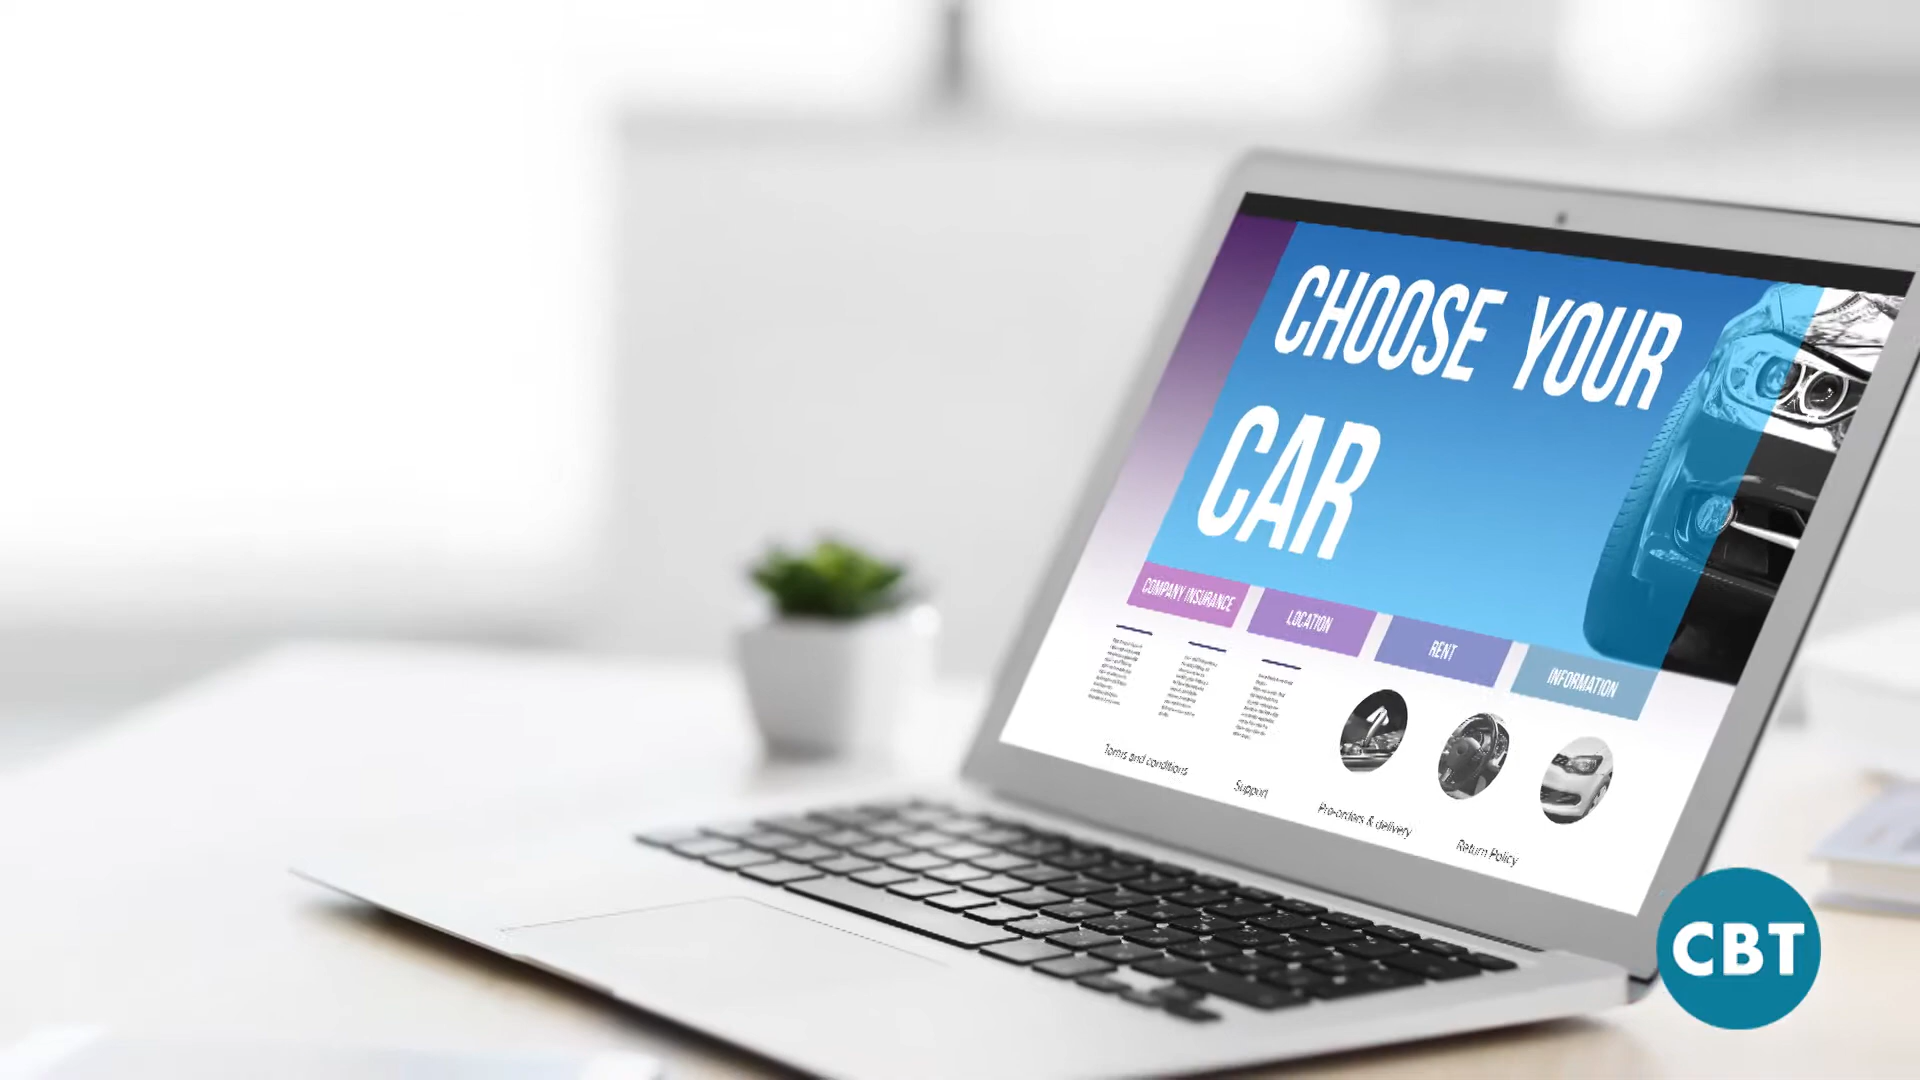 CHOOSE YOUR
CAR
COMPANY INSURANCE
LOCATION
RENT
INFORMATION
Terms and conditions
Support
Pre-orders & delivery
Return Policy
CBT